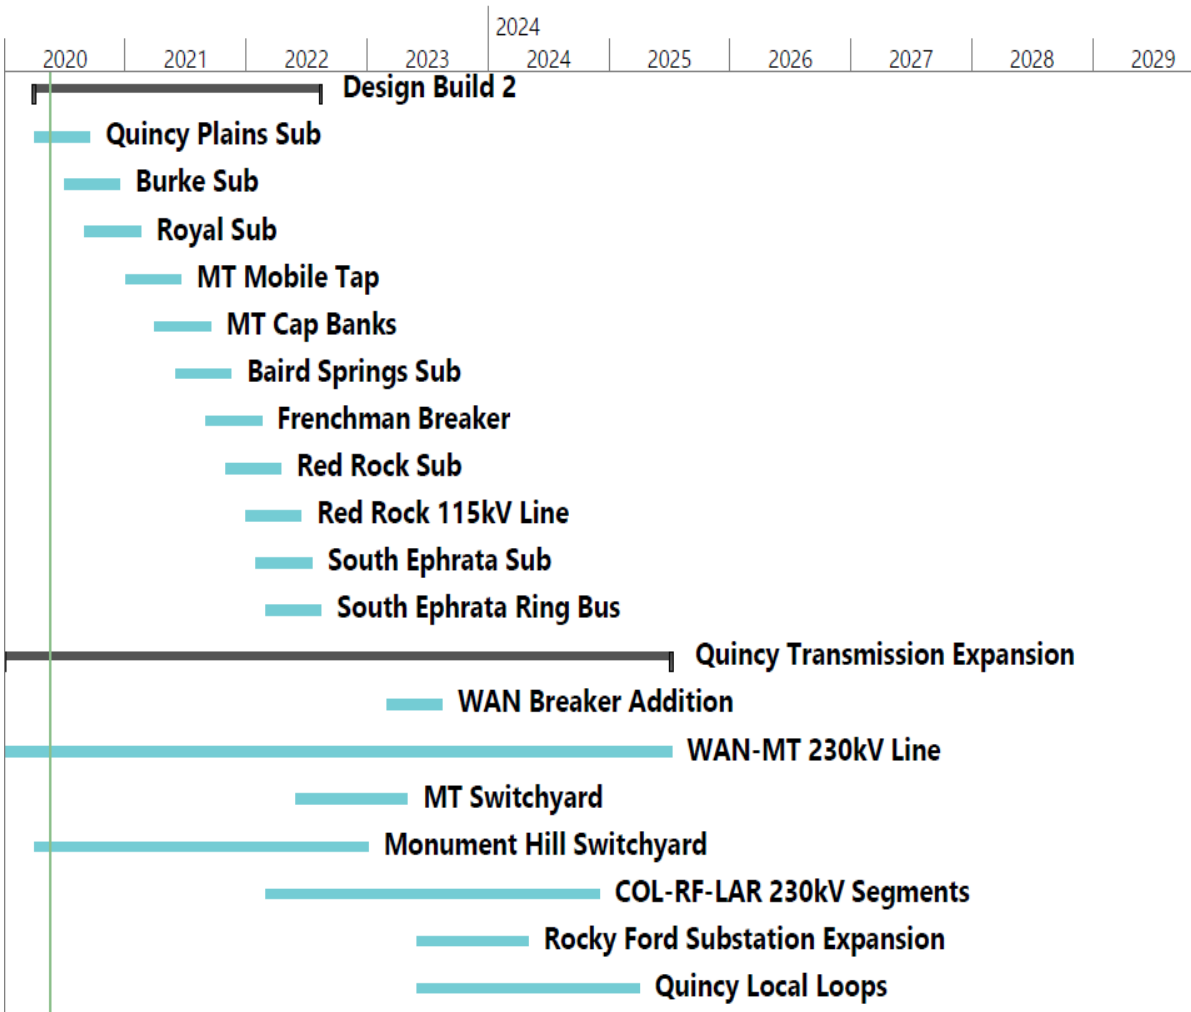 2024
2020 2021 2022 2023 2024 2025 2026 2027 2028 2029
Design Build 2
Quincy Plains Sub
Burke Sub
Royal Sub
MT Mobile Tap
MT Cap Banks
Baird Springs Sub
Frenchman Breaker
Red Rock Sub
Red Rock 115kV Line
South Ephrata Sub
South Ephrata Ring Bus
Quincy Transmission Expansion
WAN Breaker Addition
WAN-MT 230kV Line
MT Switchyard
Monument Hill Switchyard
COL-RF-LAR 230kV Segments
Rocky Ford Substation Expansion
Quincy Local Loops